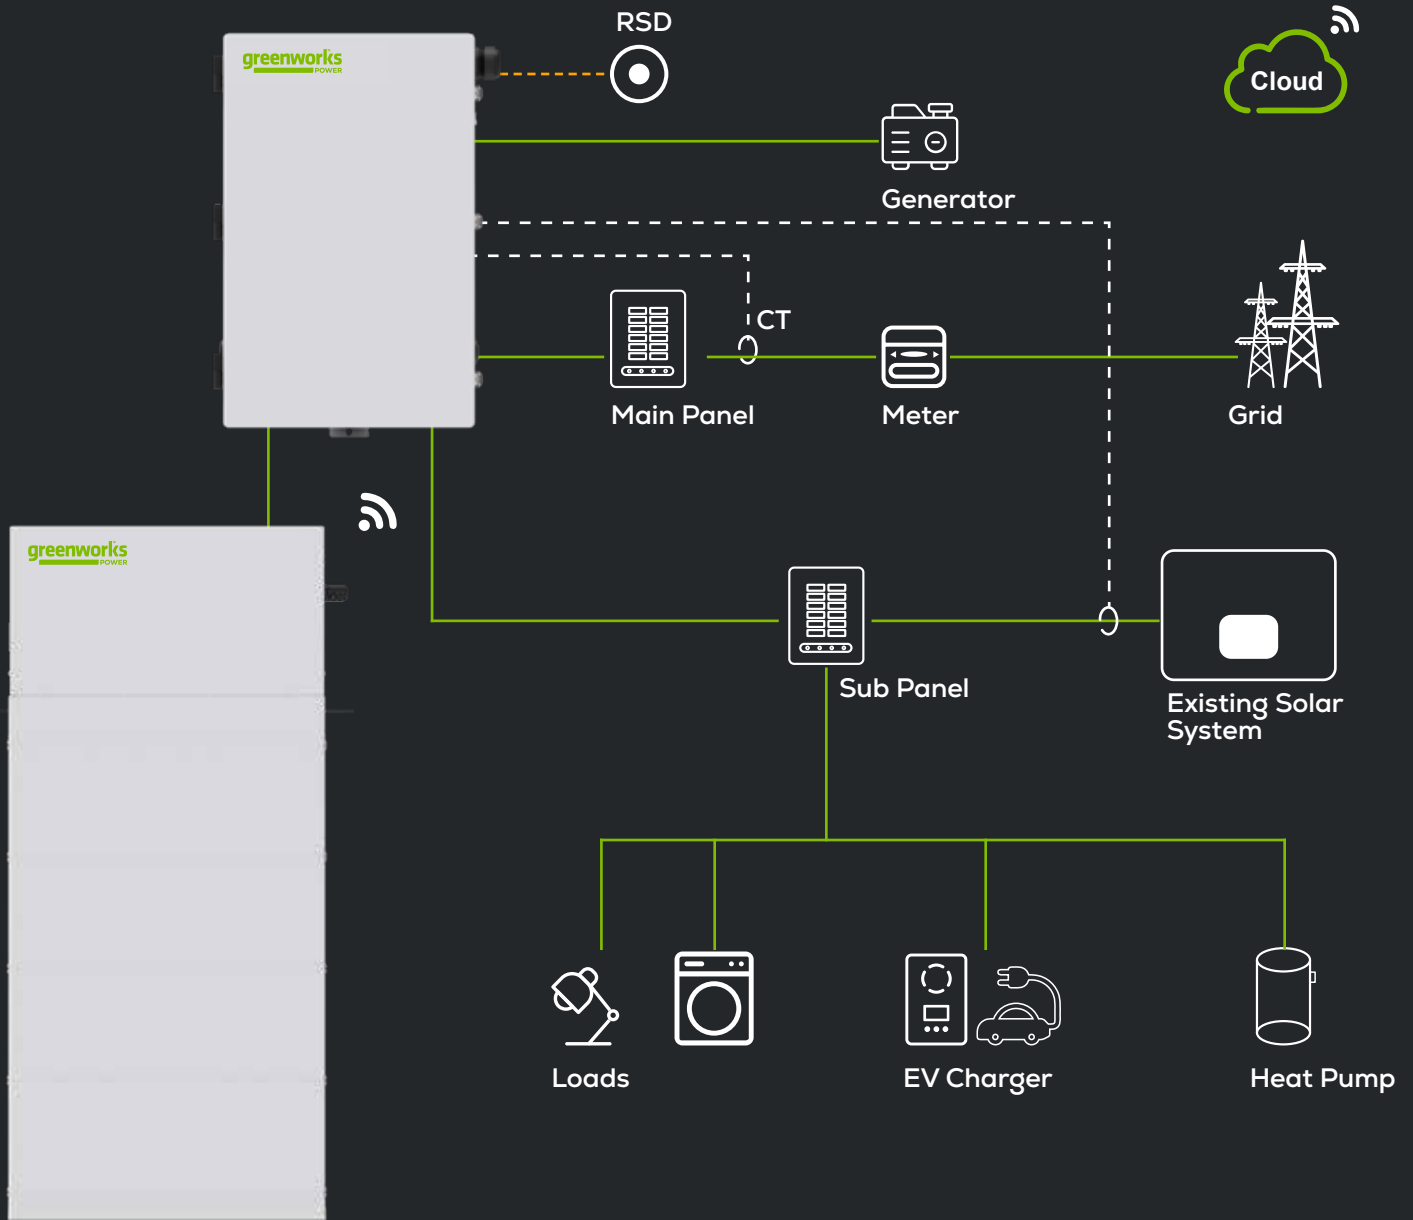 RSD
greenworks
POWER
Cloud
Generator
CT
Main Panel
Meter
Grid
greenworks
POWER
Sub Panel
Existing Solar
System
Loads
EV Charger
Heat Pump